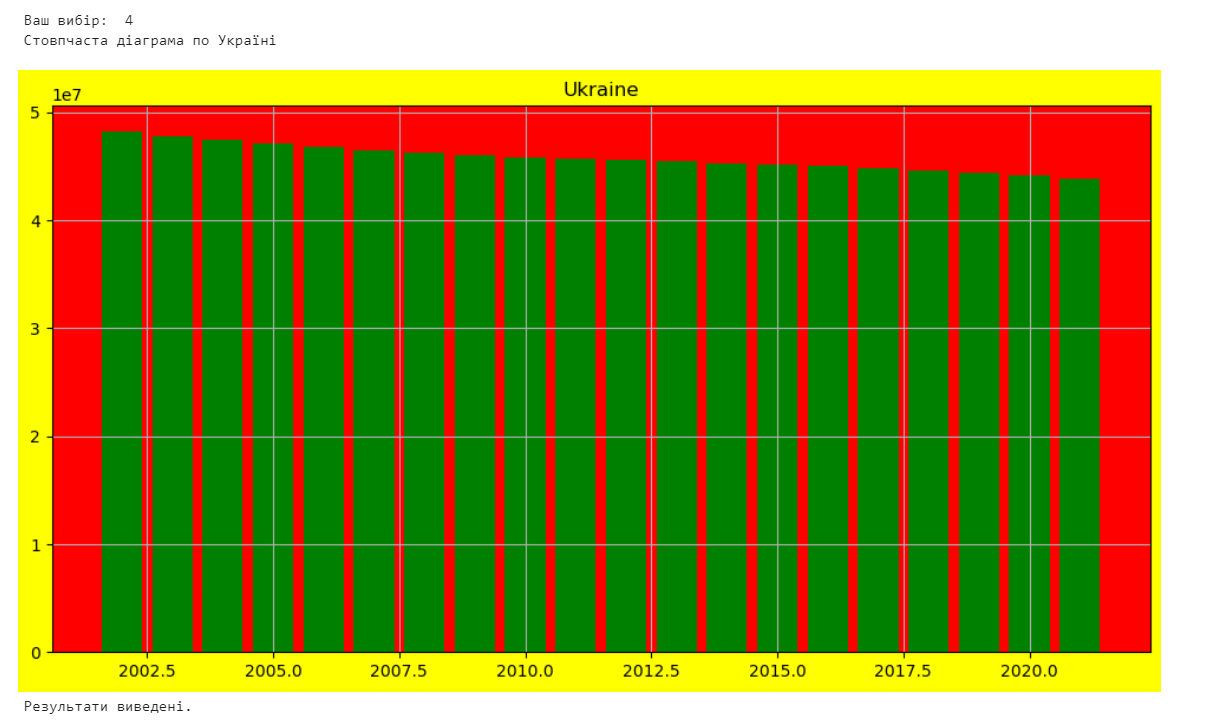 Ваш вибір: 4
Стовпчаста діаграма по Україні
Ukraine
1e7
5
4
3
2
1
0
2002.5 2005.0 2007.5 2010.0 2012.5 2015.0 2017.5 2020.0
Результати виведені.